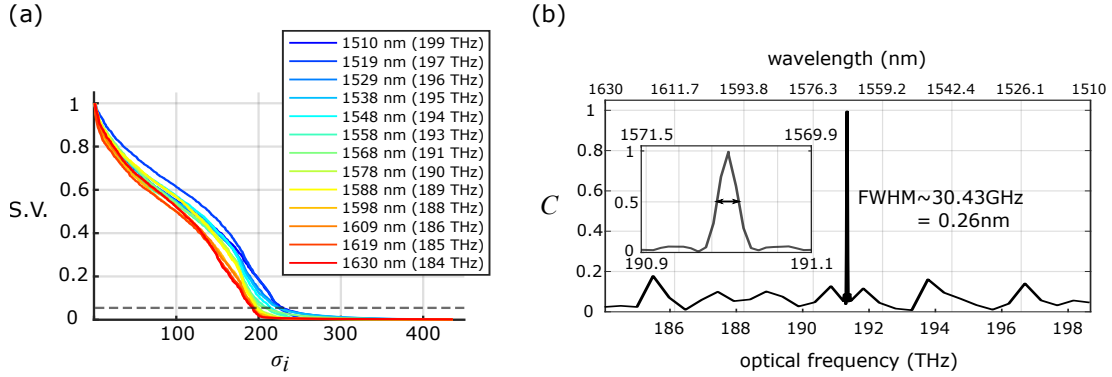 (a)
1510 nm (199 THz)
1519 nm (197 THz)
1529 nm (196 THz)
1538 nm (195 THz)
1548 nm (194 THz)
1558 nm (193 THz)
1568 nm (191 THz)
1578 nm (190 THz)
1588 nm (189 THz)
1598 nm (188 THz)
1609 nm (186 THz)
1619 nm (185 THz)
1630 nm (184 THz)
1
0.8
0.6
0.4
0.2
0
S.V.
100 200 300 400
σi
(b)
wavelength (nm)
1630 1611.7 1593.8 1576.3 1559.2 1542.4 1526.1 1510
1
0.8
0.6
0.4
0.2
0
C
1571.5 1569.9
1
0.5
0
190.9 191.1
FWHM~30.43GHz
= 0.26nm
186 188 190 192 194 196 198
optical frequency (THz)